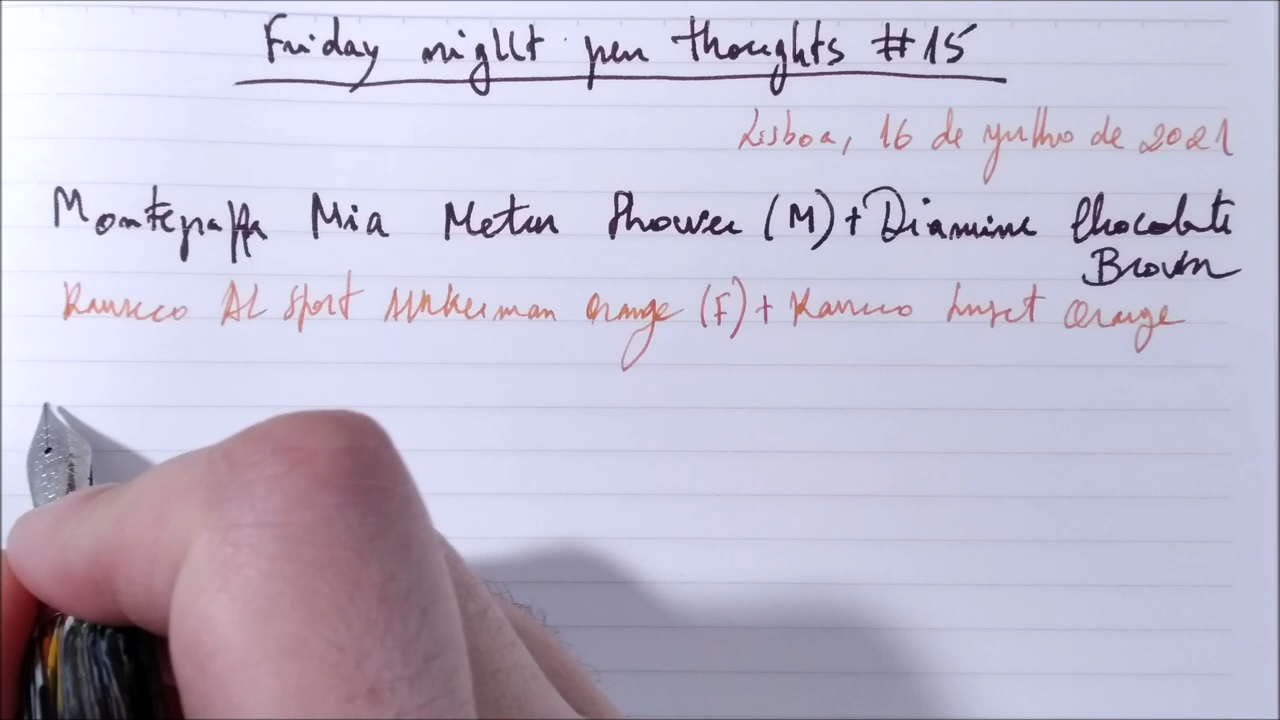 Friday night pen thoughts #15
Lisboa, 16 de julho de 2021
Montegrappa Mia Meteor Shower (M) + Diamine Chocolate
Brown
Kaweco AL Sport Ankerman Orange (F) + Kaweco Sunset Orange